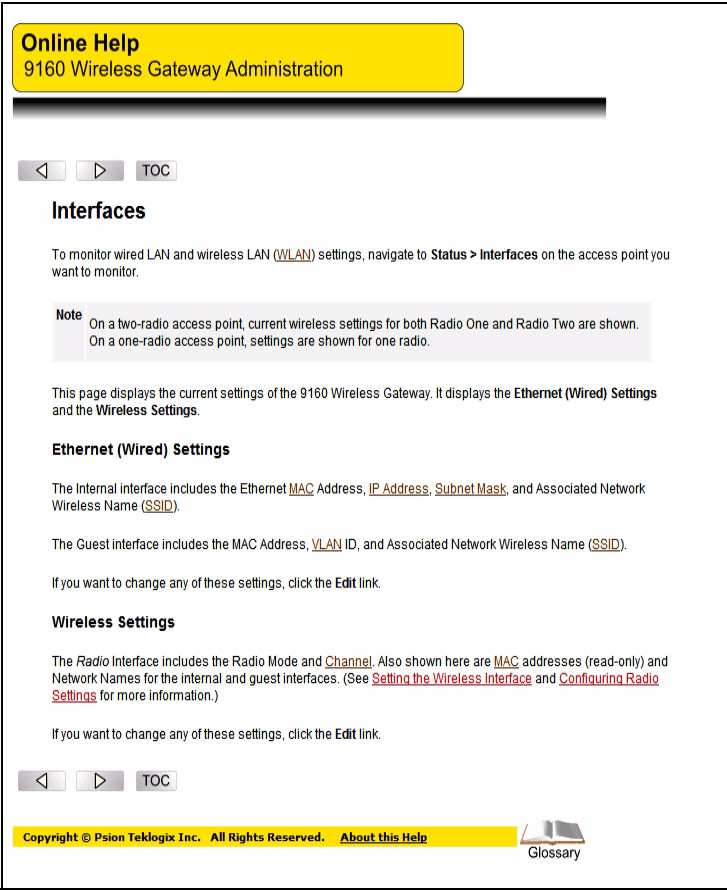 Online Help
9160 Wireless Gateway Administration
TOC
Interfaces
To monitor wired LAN and wireless LAN (WLAN) settings, navigate to Status > Interfaces on the access point you
want to monitor.
Note
On a two-radio access point, current wireless settings for both Radio One and Radio Two are shown.
On a one-radio access point, settings are shown for one radio.
This page displays the current settings of the 9160 Wireless Gateway. It displays the Ethernet (Wired) Settings
and the Wireless Settings.
Ethernet (Wired) Settings
The Internal interface includes the Ethernet MAC Address, IP Address, Subnet Mask, and Associated Network
Wireless Name (SSID).
The Guest interface includes the MAC Address, VLAN ID, and Associated Network Wireless Name (SSID).
If you want to change any of these settings, click the Edit link.
Wireless Settings
The Radio Interface includes the Radio Mode and Channel. Also shown here are MAC addresses (read-only) and
Network Names for the internal and guest interfaces. (See Setting the Wireless Interface and Configuring Radio
Settings for more information.)
If you want to change any of these settings, click the Edit link.
TOC
Copyright © Psion Teklogix Inc. All Rights Reserved. About this Help
Glossary